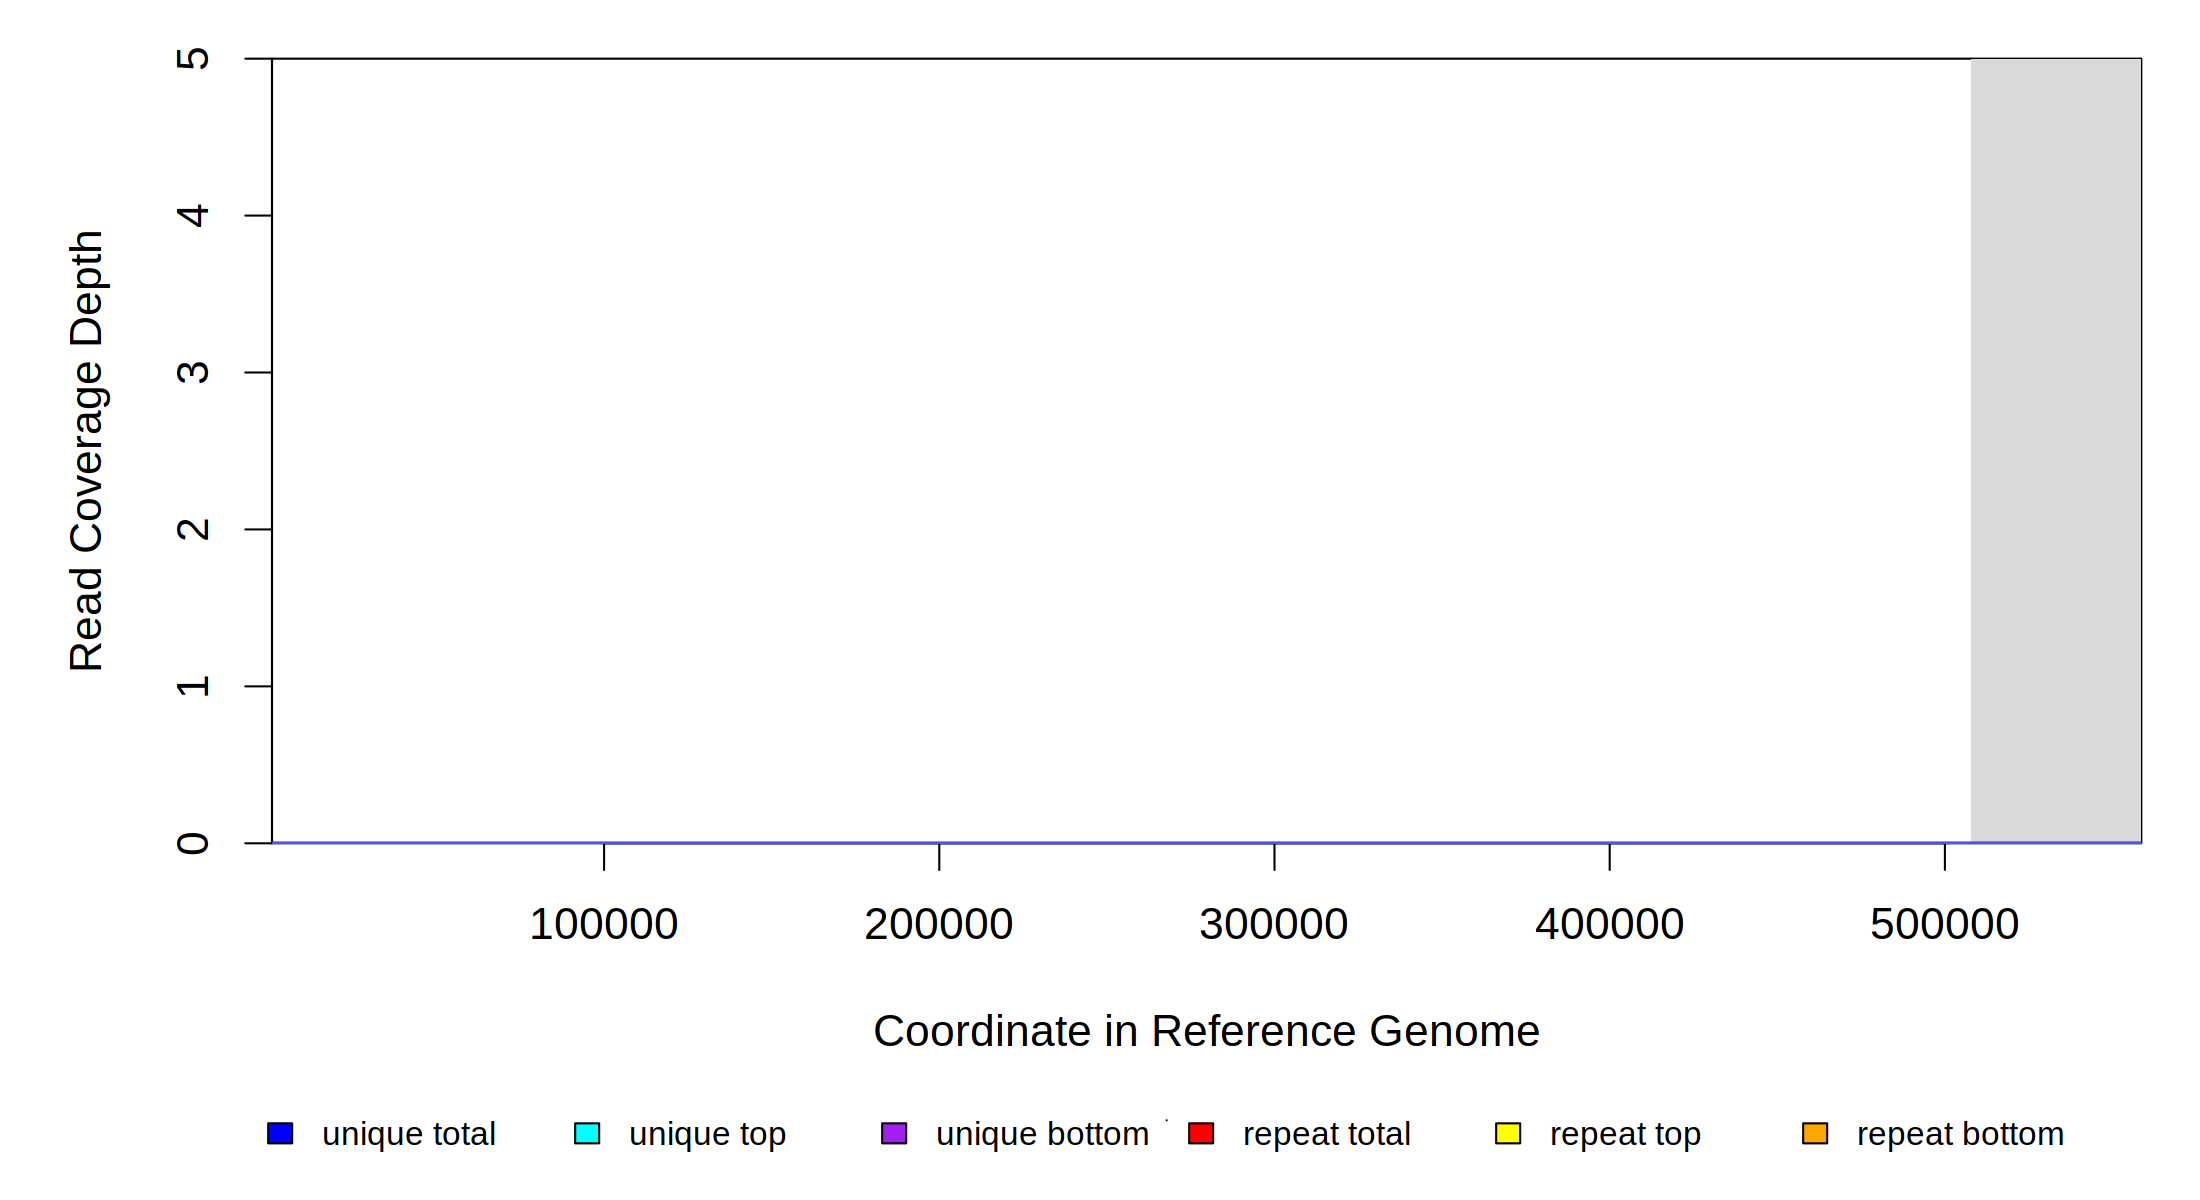 5
4
3
2
1
0
Read Coverage Depth
100000 200000 300000 400000 500000
Coordinate in Reference Genome
unique total unique top unique bottom repeat total repeat top repeat bottom